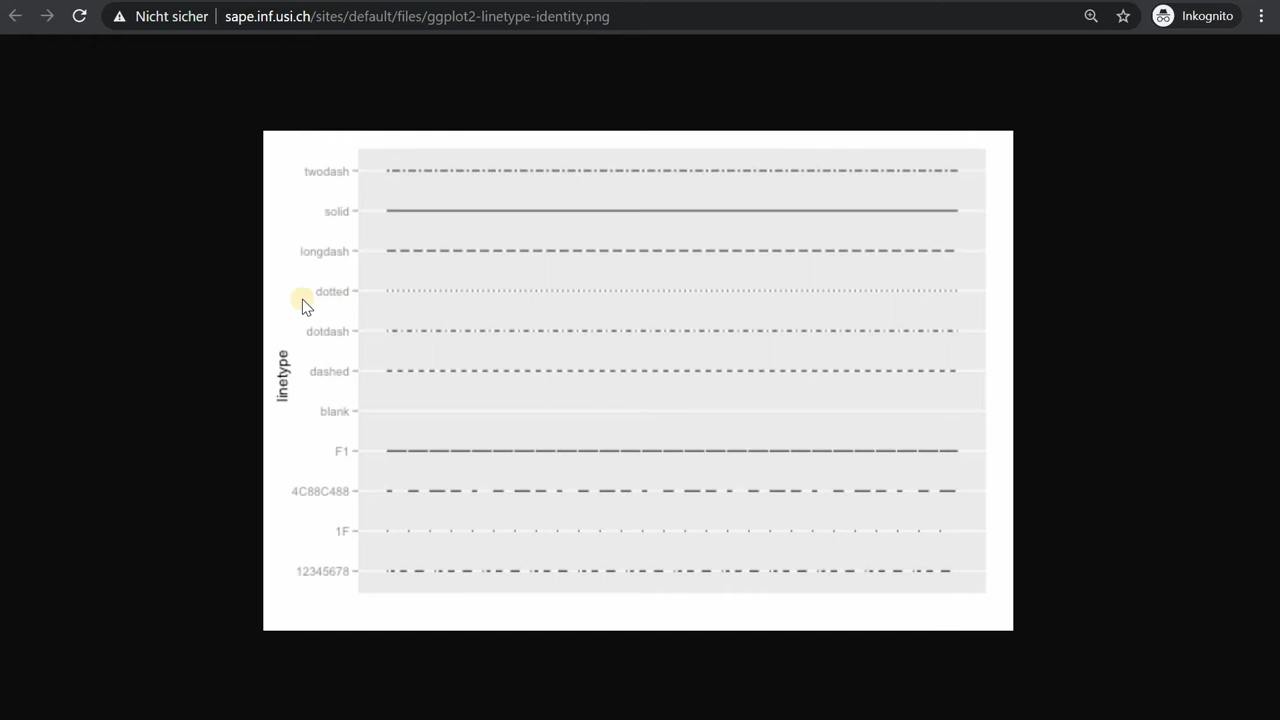 Nicht sicher
sape.inf.usi.ch/sites/default/files/ggplot2-linetype-identity.png
Inkognito
twodash
solid
longdash
dotted
dotdash
linetype
dashed
blank
F1
4C88C488
1F
12345678